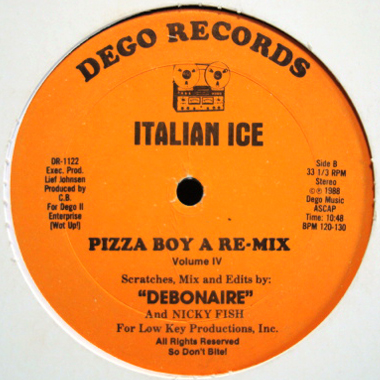 DEGO RECORDS
ITALIAN ICE
DR-1122
Exec. Prod.
Lief Johnsen
Produced by
C.B.
For Dego II
Enterprise
(Wot Up!)
Side B
33 1/3 RPM
Stereo
℗ 1988
Dego Music
ASCAP
Time: 10:48
BPM 120-130
PIZZA BOY A RE-MIX
Volume IV
Scratches, Mix and Edits by:
"DEBONAIRE"
And NICKY FISH
For Low Key Productions, Inc.
All Rights Reserved
So Don't Bite!